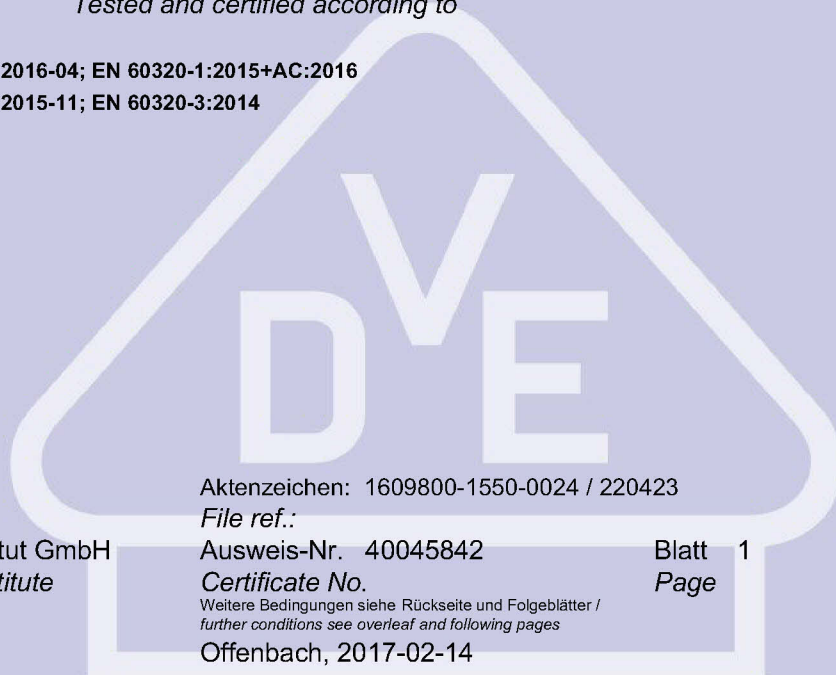 Tested and certified according to
2016-04; EN 60320-1:2015+AC:2016
2015-11; EN 60320-3:2014
VDE
Aktenzeichen: 1609800-1550-0024 / 220423
File ref.:
tut GmbH Ausweis-Nr. 40045842 Blatt 1
titute Certificate No. Page
Weitere Bedingungen siehe Rückseite und Folgeblätter /
further conditions see overleaf and following pages
Offenbach, 2017-02-14